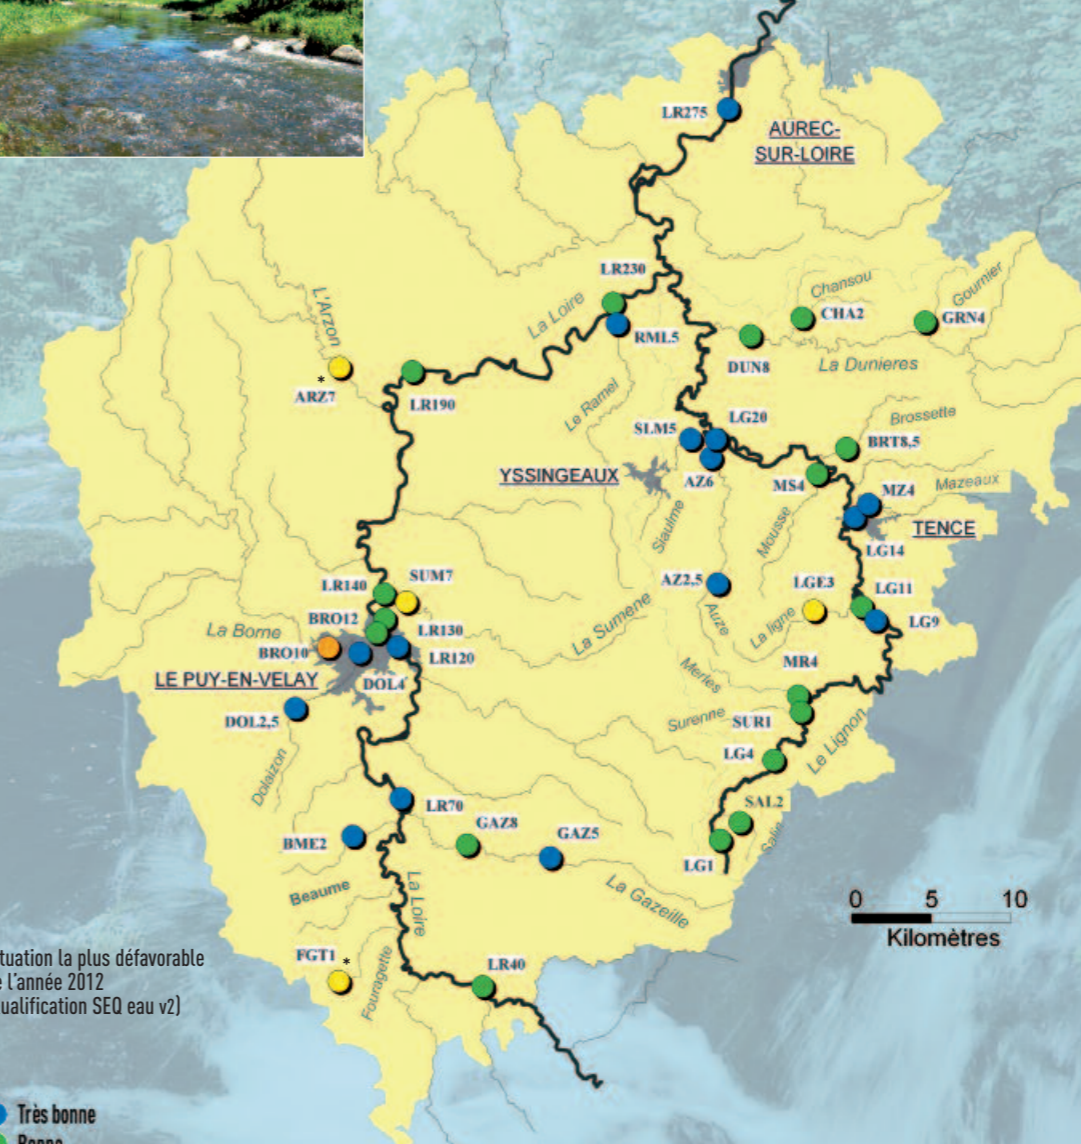 LR275
AUREC-
SUR-LOIRE
LR230
La Loire
RML5
Chansou
CHA2
Gournier
GRN4
DUN8
La Dunieres
L'Arzon
*
ARZ7
LR190
Le Ramel
Brossette
BRT8,5
SLM5
LG20
AZ6
YSSINGEAUX
MS4
MZ4
Mazeaux
TENCE
LG14
Siaulme
Mousse
AZ2,5
LGE3
LG11
LG9
Auze
La ligne
LR140
SUM7
BRO12
La Borne
BRO10
LR130
LR120
La Sumene
LE PUY-EN-VELAY
DOL4
DOL2,5
Dolaizon
Merles
MR4
Surenne
SUR1
LG4
Le Lignon
SAL2
LG1
LR70
GAZ8
GAZ5
BME2
Beaume
La Loire
La Gazeille
0 5 10
Kilomètres
FGT1 *
Fouragette
LR40
tuation la plus défavorable
e l'année 2012
ualification SEQ eau v2)
Très bonne
Bonne